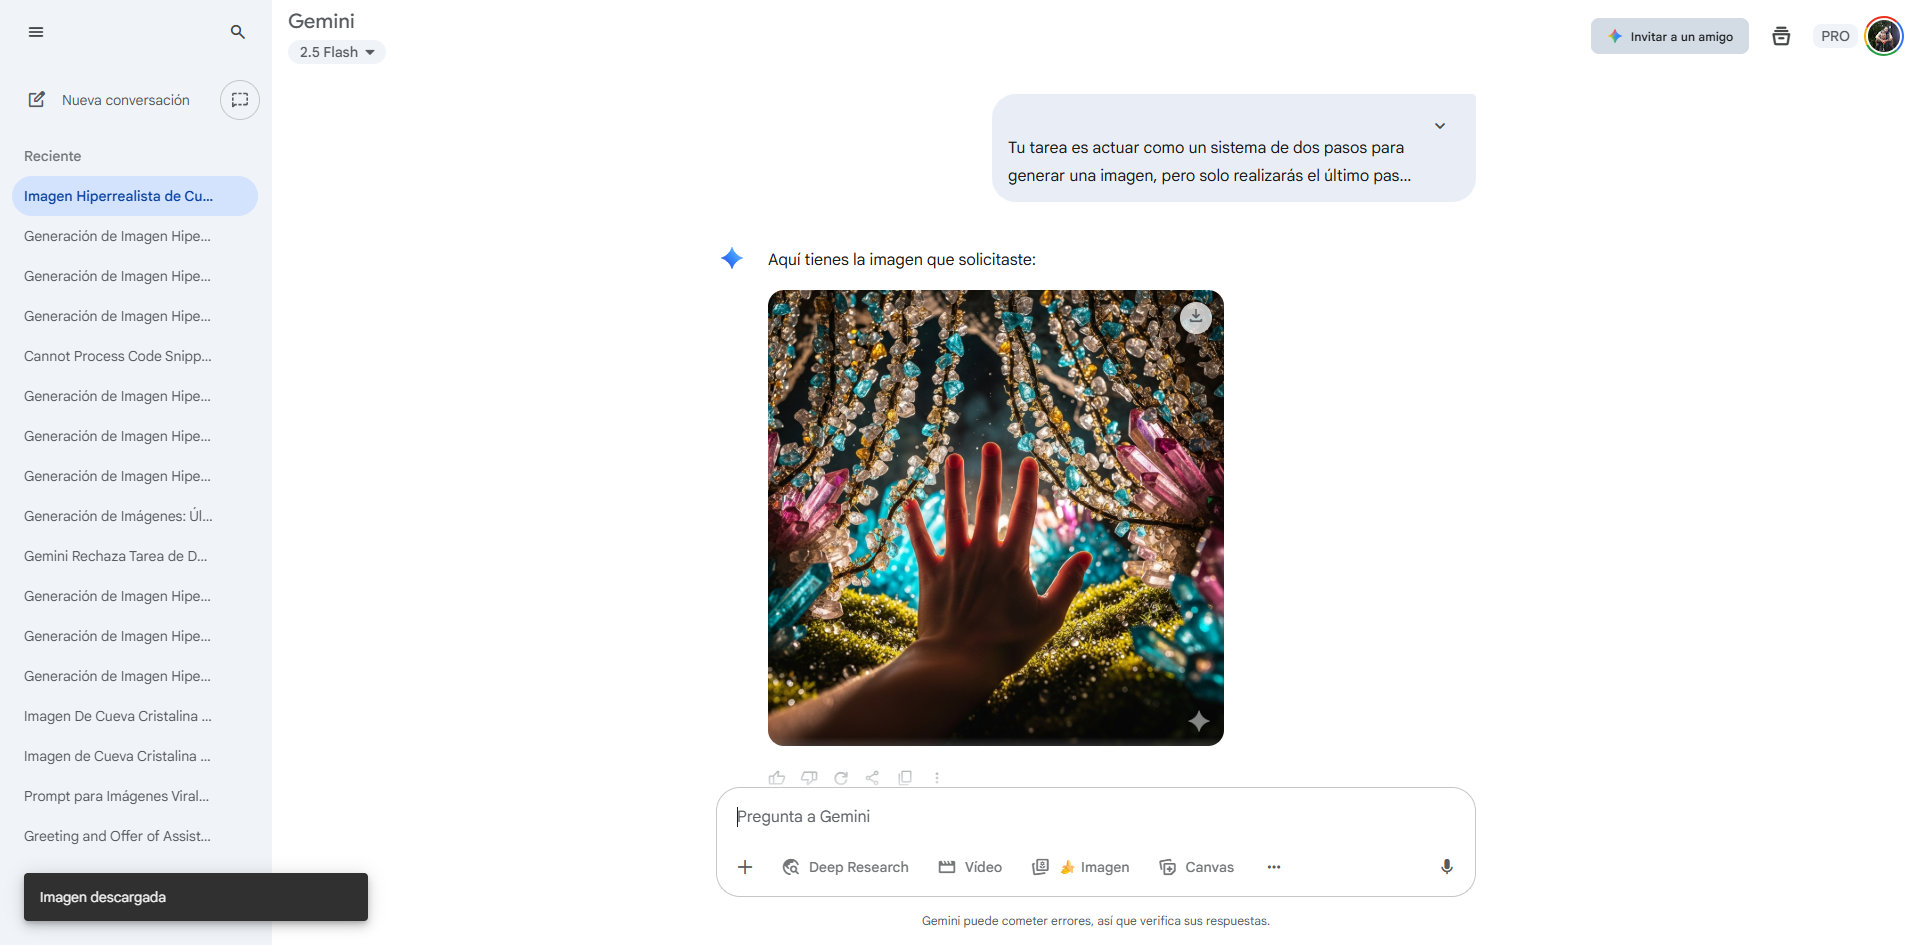 Gemini
2.5 Flash
Invitar a un amigo
PRO
Nueva conversación
Reciente
Imagen Hiperrealista de Cu...
Generación de Imagen Hipe...
Generación de Imagen Hipe...
Generación de Imagen Hipe...
Cannot Process Code Snipp...
Generación de Imagen Hipe...
Generación de Imagen Hipe...
Generación de Imagen Hipe...
Generación de Imágenes: Úl...
Gemini Rechaza Tarea de D...
Generación de Imagen Hipe...
Generación de Imagen Hipe...
Generación de Imagen Hipe...
Imagen De Cueva Cristalina ...
Imagen de Cueva Cristalina ...
Prompt para Imágenes Viral...
Greeting and Offer of Assist...
Imagen descargada
Tu tarea es actuar como un sistema de dos pasos para
generar una imagen, pero solo realizarás el último pas...
Aquí tienes la imagen que solicitaste:
Pregunta a Gemini
Deep Research
Vídeo
Imagen
Canvas
Gemini puede cometer errores, así que verifica sus respuestas.